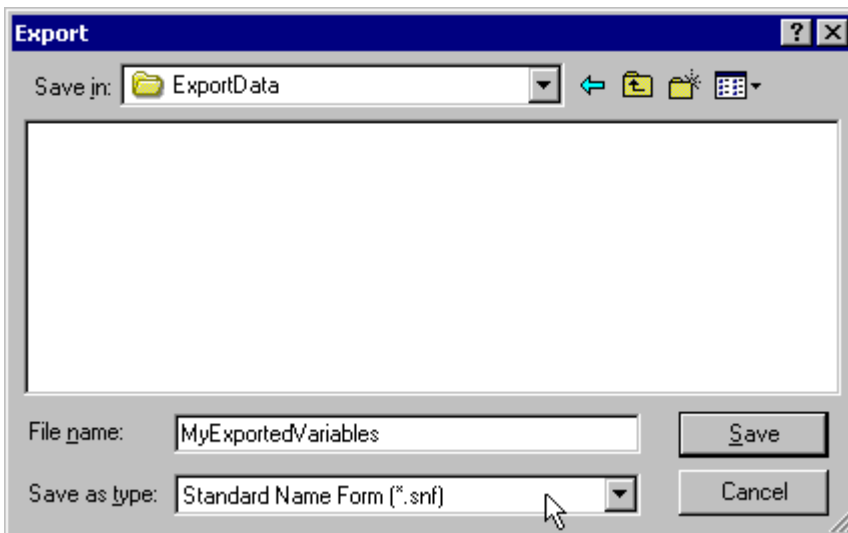 Export
Save in: ExportData
File name: MyExportedVariables Save
Save as type: Standard Name Form (*.snf) Cancel